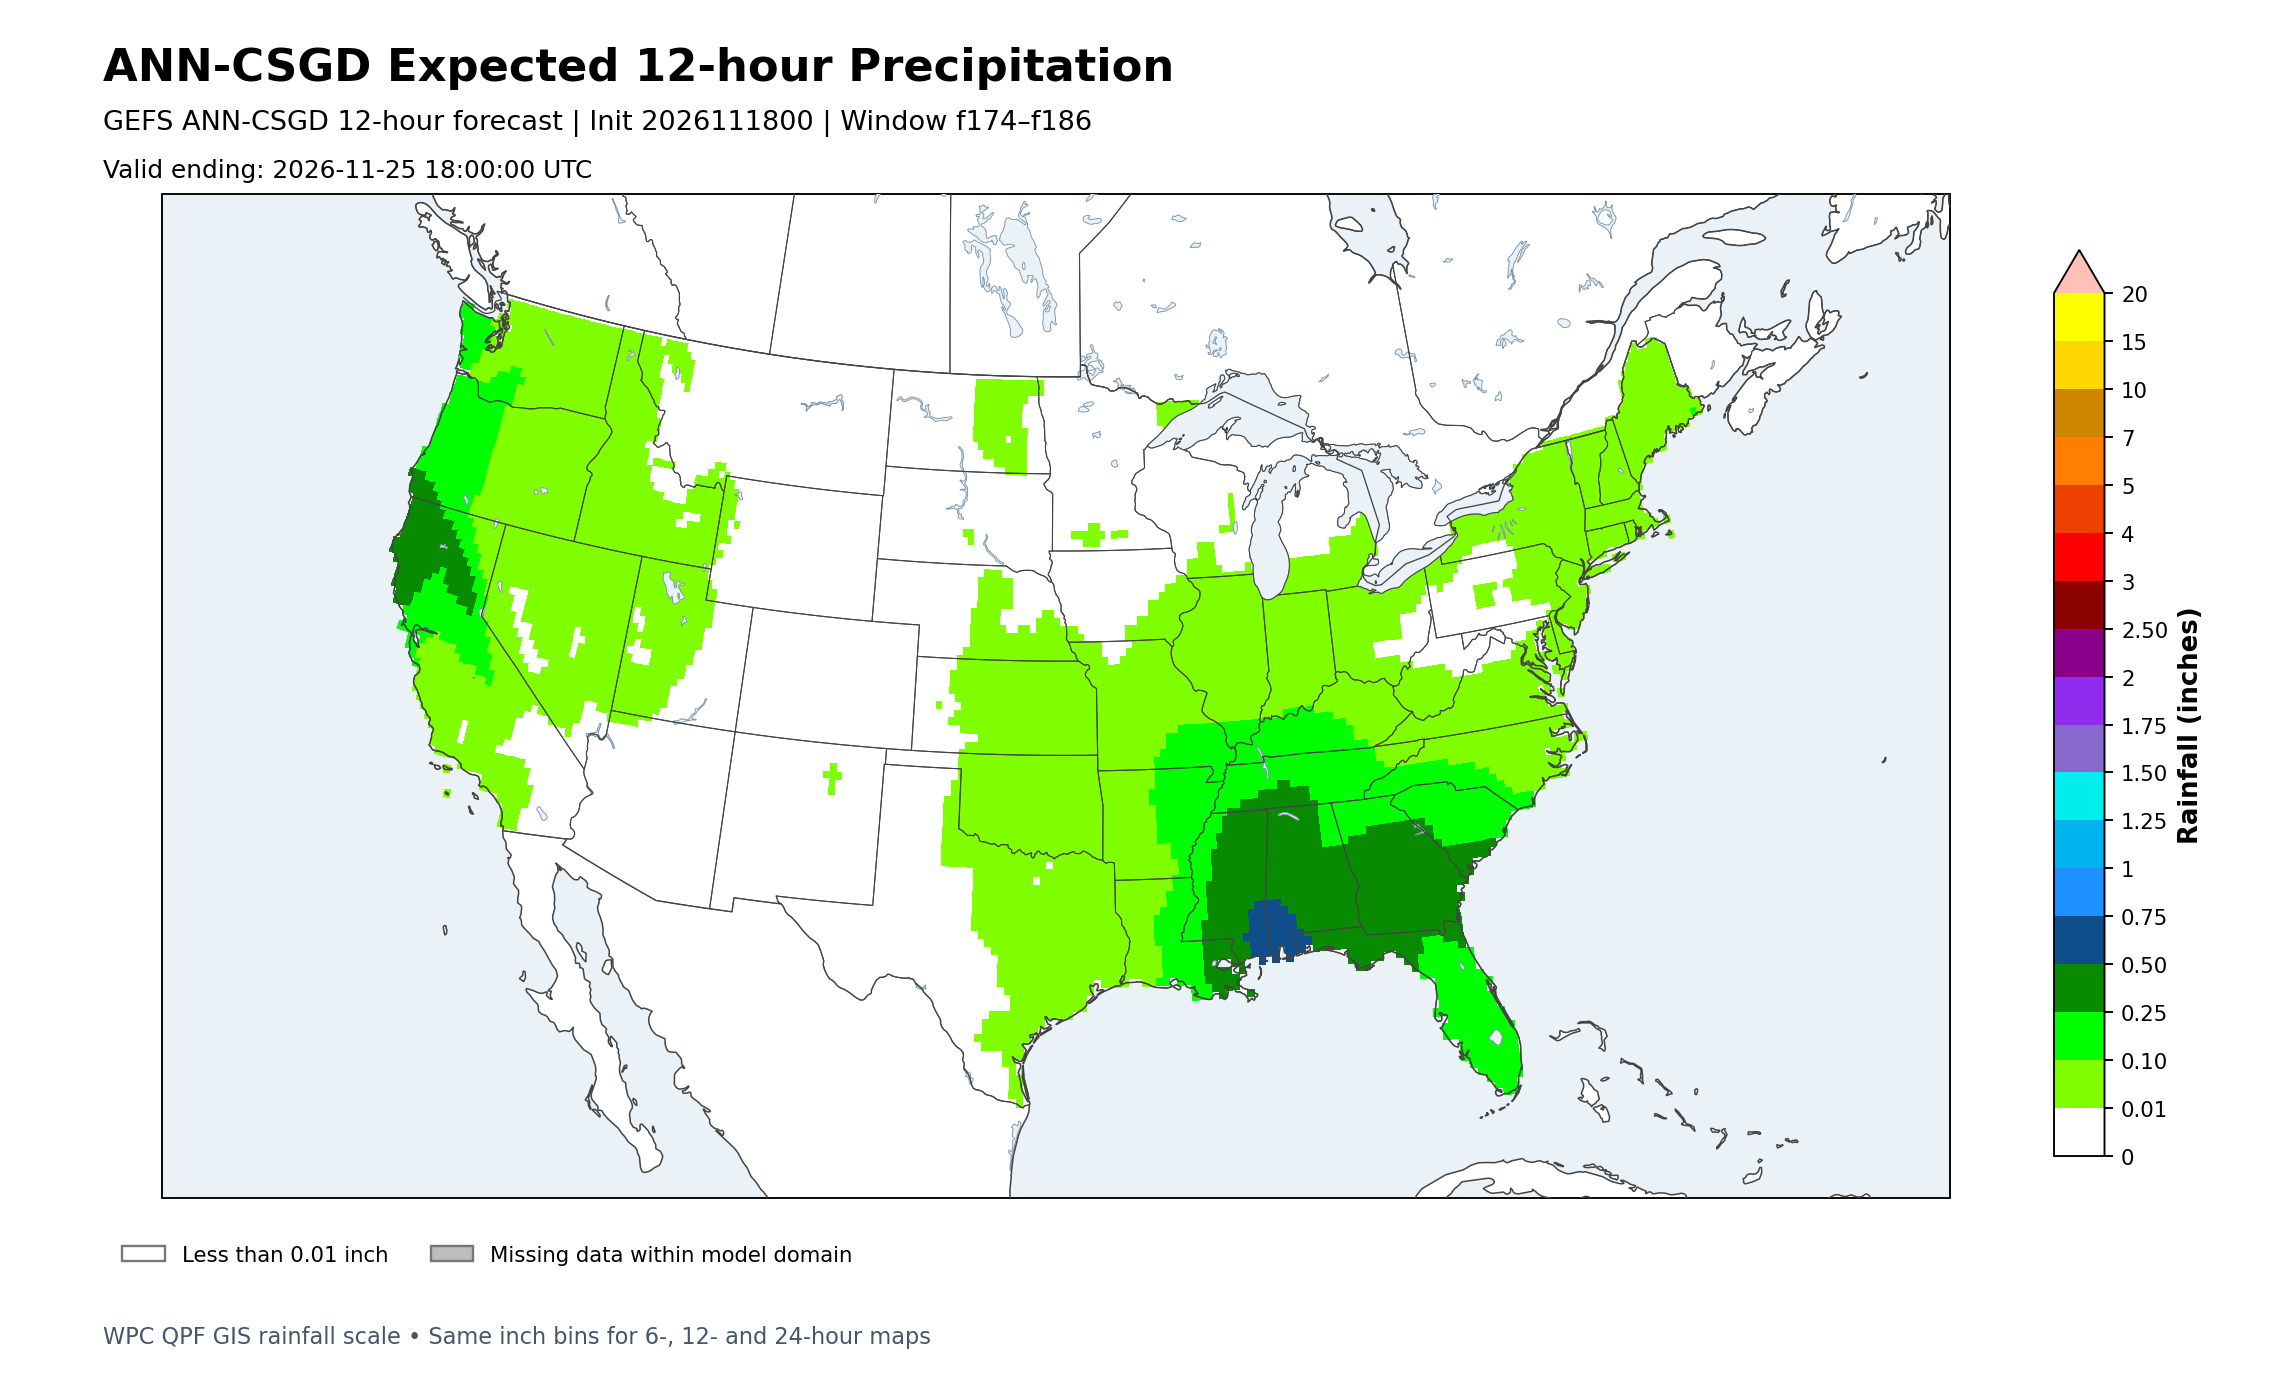 ANN-CSGD Expected 12-hour Precipitation
GEFS ANN-CSGD 12-hour forecast | Init 2026111800 | Window f174–f186
Valid ending: 2026-11-25 18:00:00 UTC
20
15
10
7
5
4
3
2.50
2
1.75
1.50
1.25
1
0.75
0.50
0.25
0.10
0.01
0
Rainfall (inches)
Less than 0.01 inch
Missing data within model domain
WPC QPF GIS rainfall scale • Same inch bins for 6-, 12- and 24-hour maps